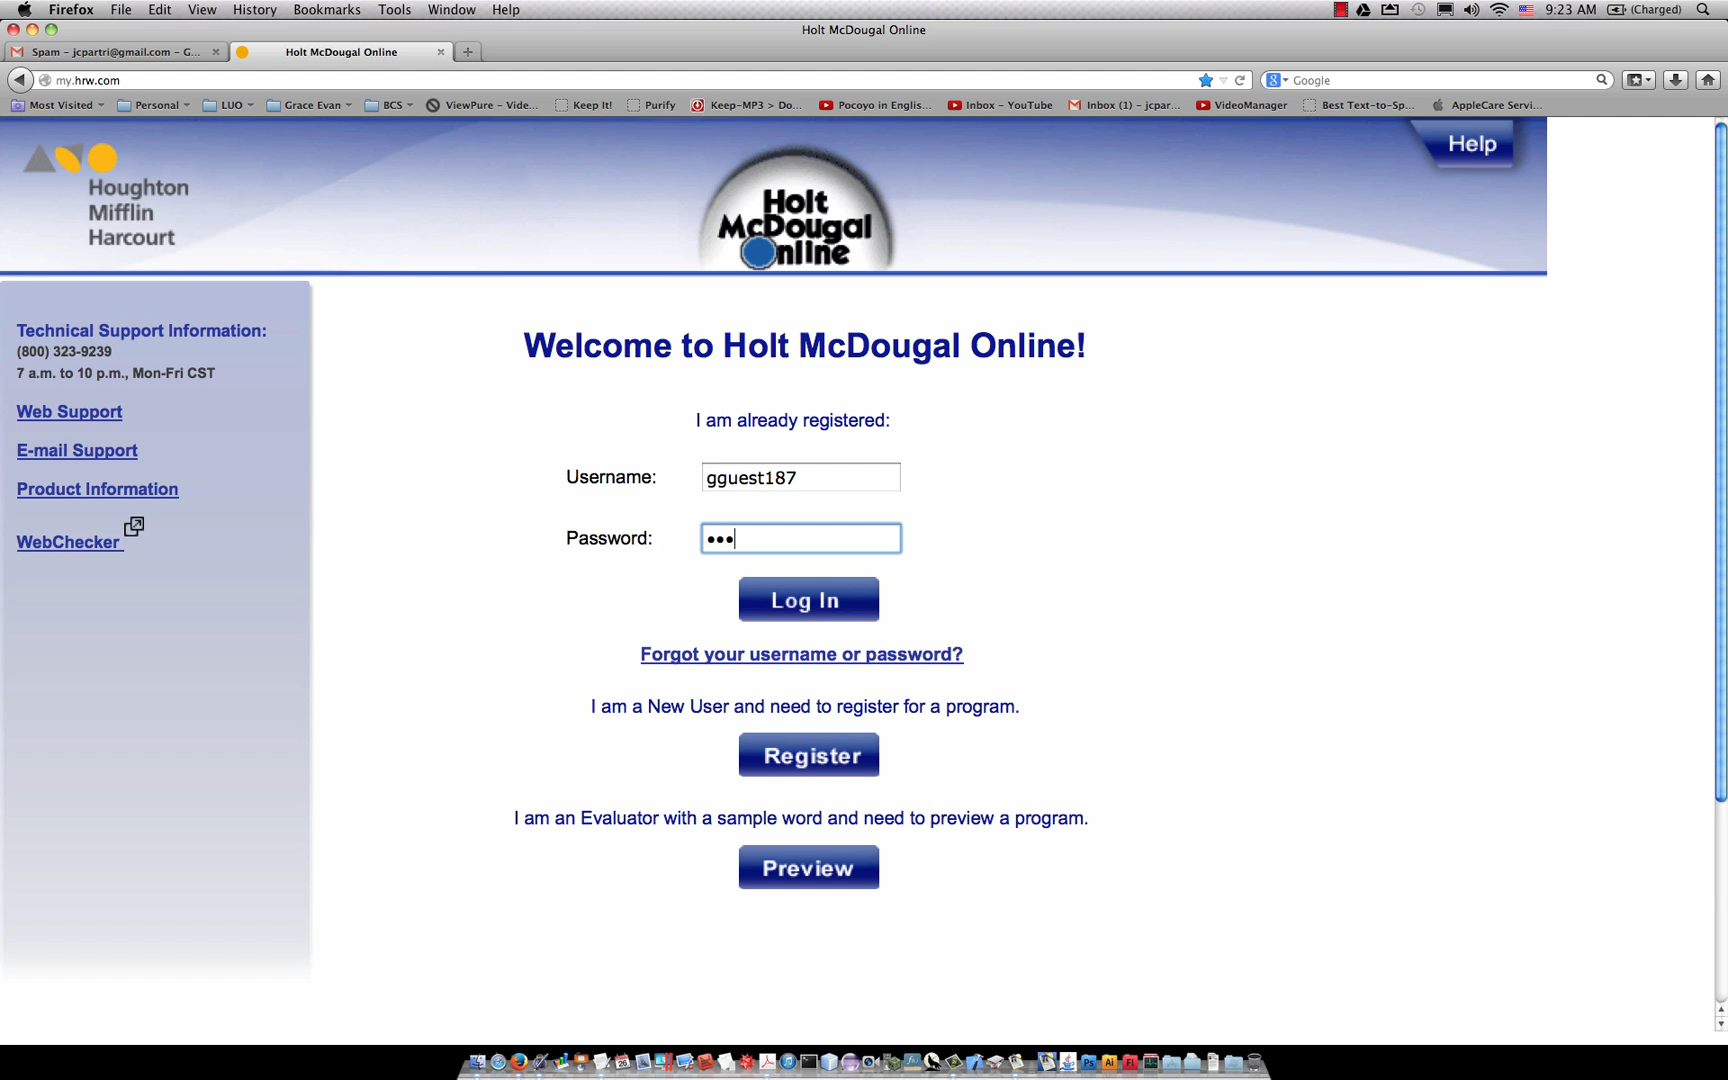 Firefox File Edit View History Bookmarks Tools Window Help 9:23 AM (Charged)
Holt McDougal Online
Spam - jcpartri@gmail.com - G... Holt McDougal Online
my.hrw.com Google
Most Visited Personal LUO Grace Evan BCS ViewPure - Vide... Keep It! Purify Keep-MP3 > Do... Pocoyo in Englis... Inbox - YouTube Inbox (1) - jcpar... VideoManager Best Text-to-Sp... AppleCare Servi...
Help
Houghton
Mifflin
Harcourt
Holt
McDougal
Online
Technical Support Information:
(800) 323-9239
7 a.m. to 10 p.m., Mon-Fri CST
Web Support
E-mail Support
Product Information
WebChecker
Welcome to Holt McDougal Online!
I am already registered:
Username: gguest187
Password: •••
Log In
Forgot your username or password?
I am a New User and need to register for a program.
Register
I am an Evaluator with a sample word and need to preview a program.
Preview